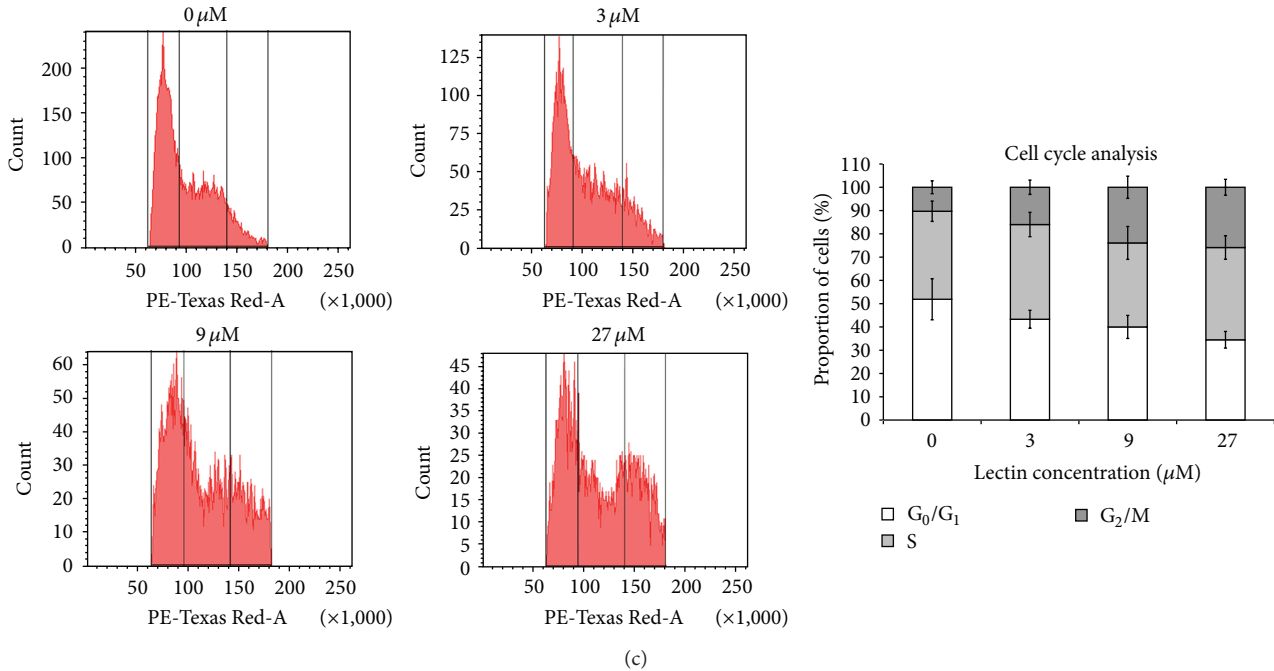 0 μM
Count
200
150
100
50
0
50 100 150 200 250
PE-Texas Red-A (×1,000)
3 μM
Count
125
100
75
50
25
0
50 100 150 200 250
PE-Texas Red-A (×1,000)
9 μM
Count
60
50
40
30
20
10
0
50 100 150 200 250
PE-Texas Red-A (×1,000)
27 μM
Count
45
40
35
30
25
20
15
10
5
0
50 100 150 200 250
PE-Texas Red-A (×1,000)
Cell cycle analysis
Proportion of cells (%)
110
100
90
80
70
60
50
40
30
20
10
0
0 3 9 27
Lectin concentration (μM)
G₀/G₁ G₂/M
S
(c)